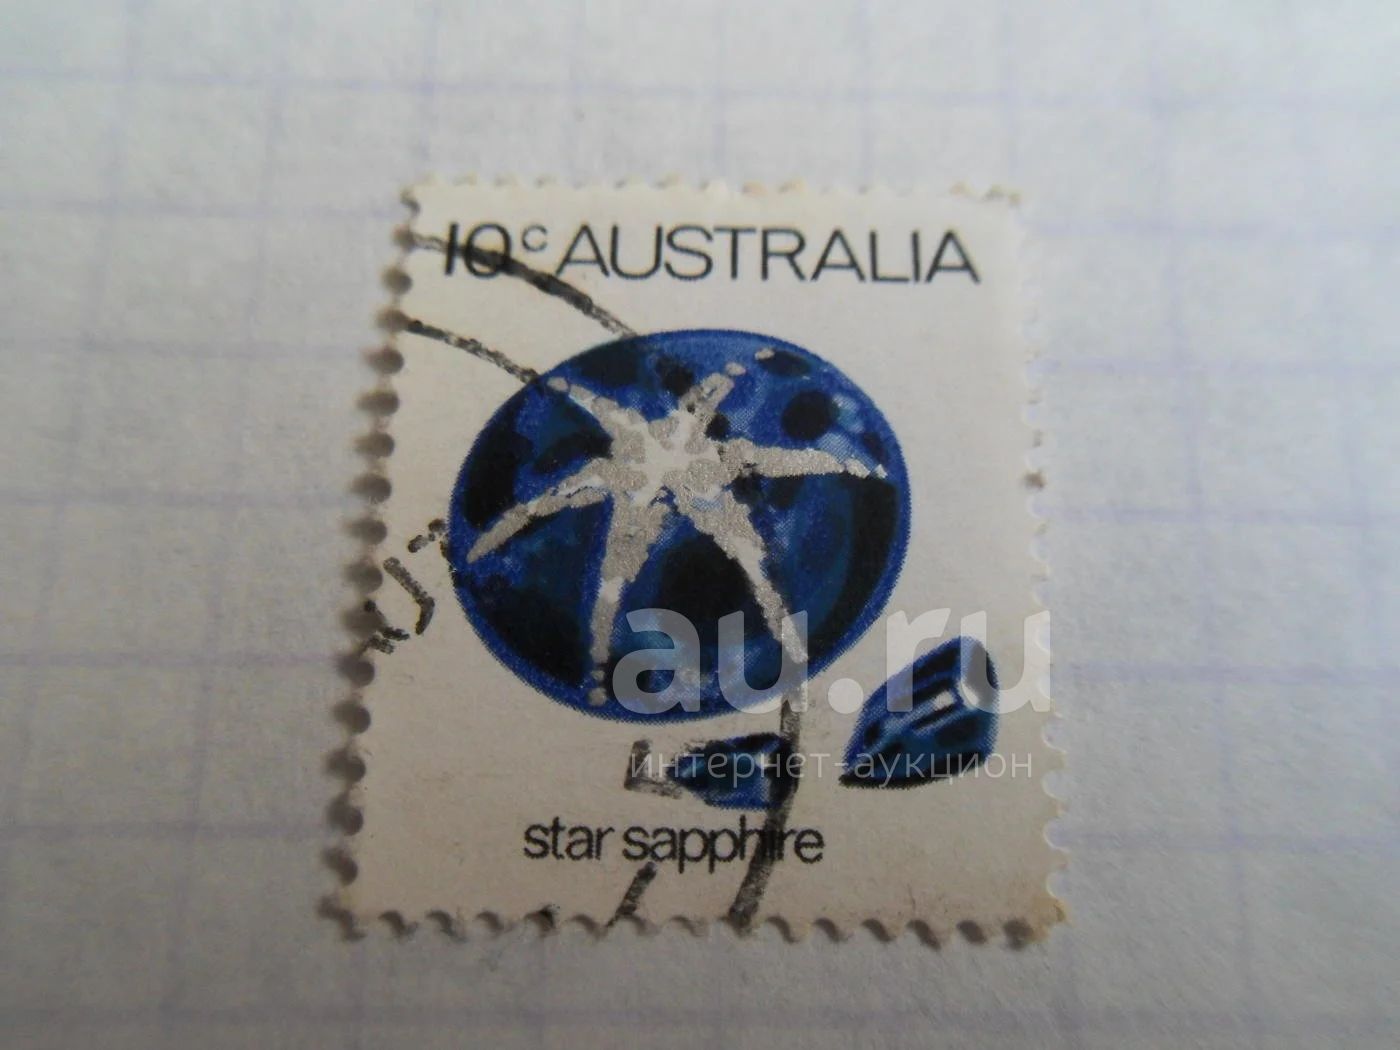 10c AUSTRALIA
au.ru
интернет-аукцион
star sapphire